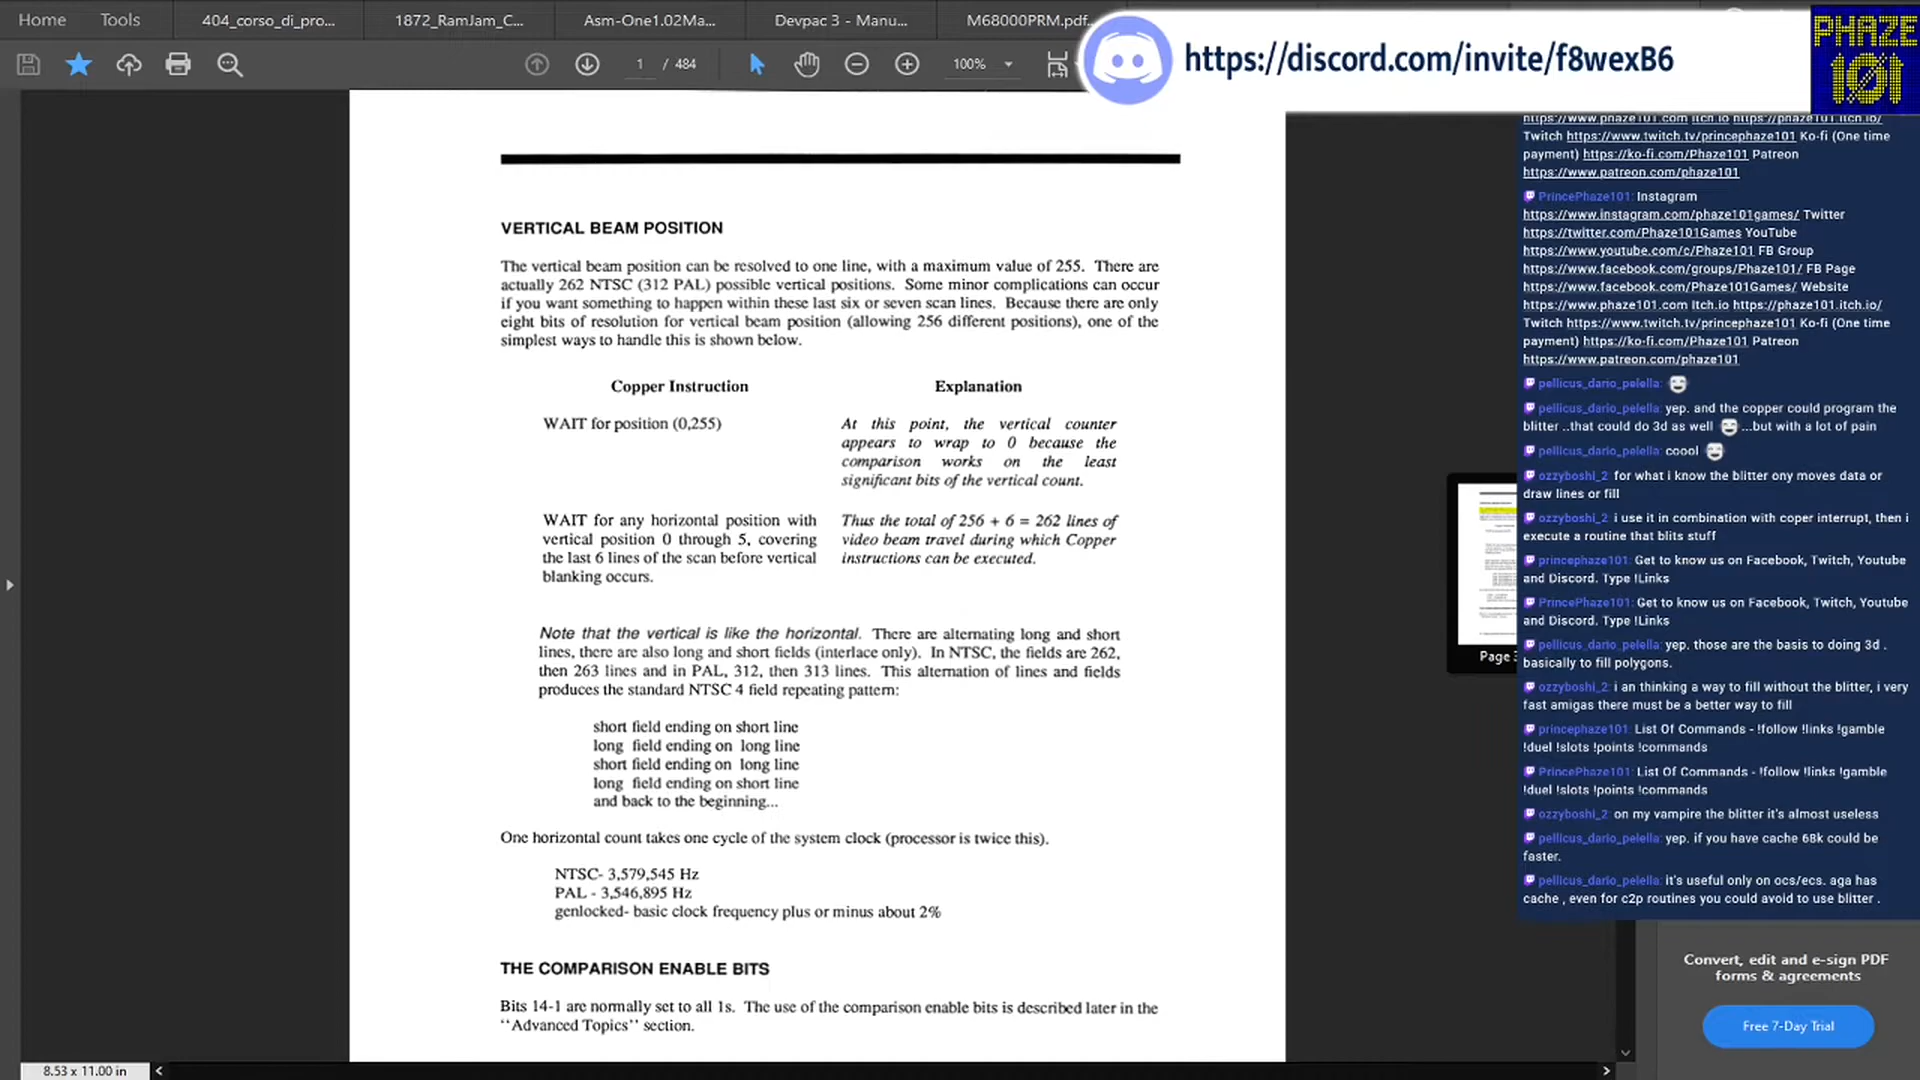 Home
Tools
404_corso_di_pro...
1872_RamJam_C...
Asm-One1.02Ma...
Devpac 3 - Manu...
M68000PRM.pdf...
https://discord.com/invite/f8wexB6
PHAZE
101
1 / 484
100%
VERTICAL BEAM POSITION
The vertical beam position can be resolved to one line, with a maximum value of 255. There are
actually 262 NTSC (312 PAL) possible vertical positions. Some minor complications can occur
if you want something to happen within these last six or seven scan lines. Because there are only
eight bits of resolution for vertical beam position (allowing 256 different positions), one of the
simplest ways to handle this is shown below.
Copper Instruction
Explanation
WAIT for position (0,255)
At this point, the vertical counter
appears to wrap to 0 because the
comparison works on the least
significant bits of the vertical count.
WAIT for any horizontal position with
vertical position 0 through 5, covering
the last 6 lines of the scan before vertical
blanking occurs.
Thus the total of 256 + 6 = 262 lines of
video beam travel during which Copper
instructions can be executed.
Note that the vertical is like the horizontal. There are alternating long and short
lines, there are also long and short fields (interlace only). In NTSC, the fields are 262,
then 263 lines and in PAL, 312, then 313 lines. This alternation of lines and fields
produces the standard NTSC 4 field repeating pattern:
short field ending on short line
long field ending on long line
short field ending on long line
long field ending on short line
and back to the beginning...
One horizontal count takes one cycle of the system clock (processor is twice this).
NTSC- 3,579,545 Hz
PAL - 3,546,895 Hz
genlocked- basic clock frequency plus or minus about 2%
THE COMPARISON ENABLE BITS
Bits 14-1 are normally set to all 1s. The use of the comparison enable bits is described later in the
‘‘Advanced Topics’’ section.
8.53 x 11.00 in
Page 3
https://www.phaze101.com Itch.io https://phaze101.itch.io/
Twitch https://www.twitch.tv/princephaze101 Ko-fi (One time
payment) https://ko-fi.com/Phaze101 Patreon
https://www.patreon.com/phaze101
PrincePhaze101: Instagram
https://www.instagram.com/phaze101games/ Twitter
https://twitter.com/Phaze101Games YouTube
https://www.youtube.com/c/Phaze101 FB Group
https://www.facebook.com/groups/Phaze101/ FB Page
https://www.facebook.com/Phaze101Games/ Website
https://www.phaze101.com Itch.io https://phaze101.itch.io/
Twitch https://www.twitch.tv/princephaze101 Ko-fi (One time
payment) https://ko-fi.com/Phaze101 Patreon
https://www.patreon.com/phaze101
pellicus_dario_pelella:
pellicus_dario_pelella: yep. and the copper could program the
blitter ..that could do 3d as well ...but with a lot of pain
pellicus_dario_pelella: coool
ozzyboshi_2: for what i know the blitter ony moves data or
draw lines or fill
ozzyboshi_2: i use it in combination with coper interrupt, then i
execute a routine that blits stuff
princephaze101: Get to know us on Facebook, Twitch, Youtube
and Discord. Type !Links
PrincePhaze101: Get to know us on Facebook, Twitch, Youtube
and Discord. Type !Links
pellicus_dario_pelella: yep. those are the basis to doing 3d .
basically to fill polygons.
ozzyboshi_2: i an thinking a way to fill without the blitter, i very
fast amigas there must be a better way to fill
princephaze101: List Of Commands - !follow !links !gamble
!duel !slots !points !commands
PrincePhaze101: List Of Commands - !follow !links !gamble
!duel !slots !points !commands
ozzyboshi_2: on my vampire the blitter it's almost useless
pellicus_dario_pelella: yep. if you have cache 68k could be
faster.
pellicus_dario_pelella: it's useful only on ocs/ecs. aga has
cache , even for c2p routines you could avoid to use blitter .
Convert, edit and e-sign PDF
forms & agreements
Free 7-Day Trial